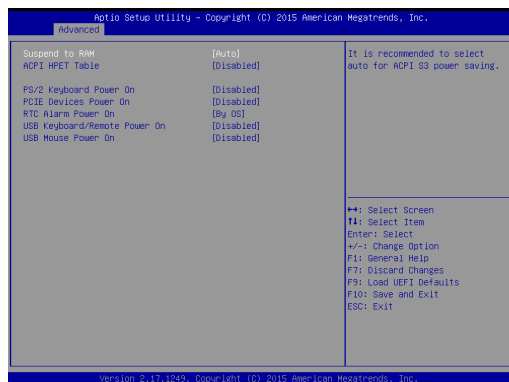 Aptio Setup Utility – Copyright (C) 2015 American Megatrends, Inc.
Advanced
Suspend to RAM [Auto]
ACPI HPET Table [Disabled]
PS/2 Keyboard Power On [Disabled]
PCIE Devices Power On [Disabled]
RTC Alarm Power On [By OS]
USB Keyboard/Remote Power On [Disabled]
USB Mouse Power On [Disabled]
It is recommended to select
auto for ACPI S3 power saving.
↔: Select Screen
↑↓: Select Item
Enter: Select
+/-: Change Option
F1: General Help
F7: Discard Changes
F9: Load UEFI Defaults
F10: Save and Exit
ESC: Exit
Version 2.17.1249. Copyright (C) 2015 American Megatrends, Inc.